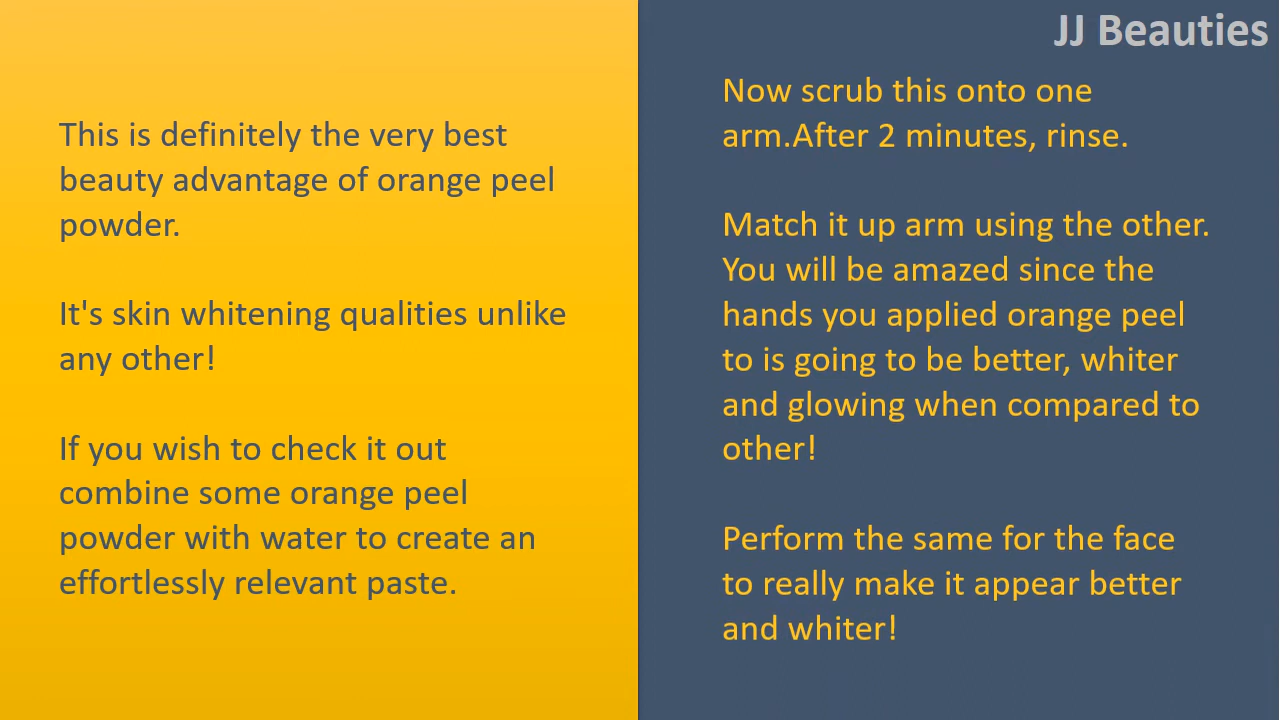 JJ Beauties
This is definitely the very best
beauty advantage of orange peel
powder.
It's skin whitening qualities unlike
any other!
If you wish to check it out
combine some orange peel
powder with water to create an
effortlessly relevant paste.
Now scrub this onto one
arm.After 2 minutes, rinse.
Match it up arm using the other.
You will be amazed since the
hands you applied orange peel
to is going to be better, whiter
and glowing when compared to
other!
Perform the same for the face
to really make it appear better
and whiter!